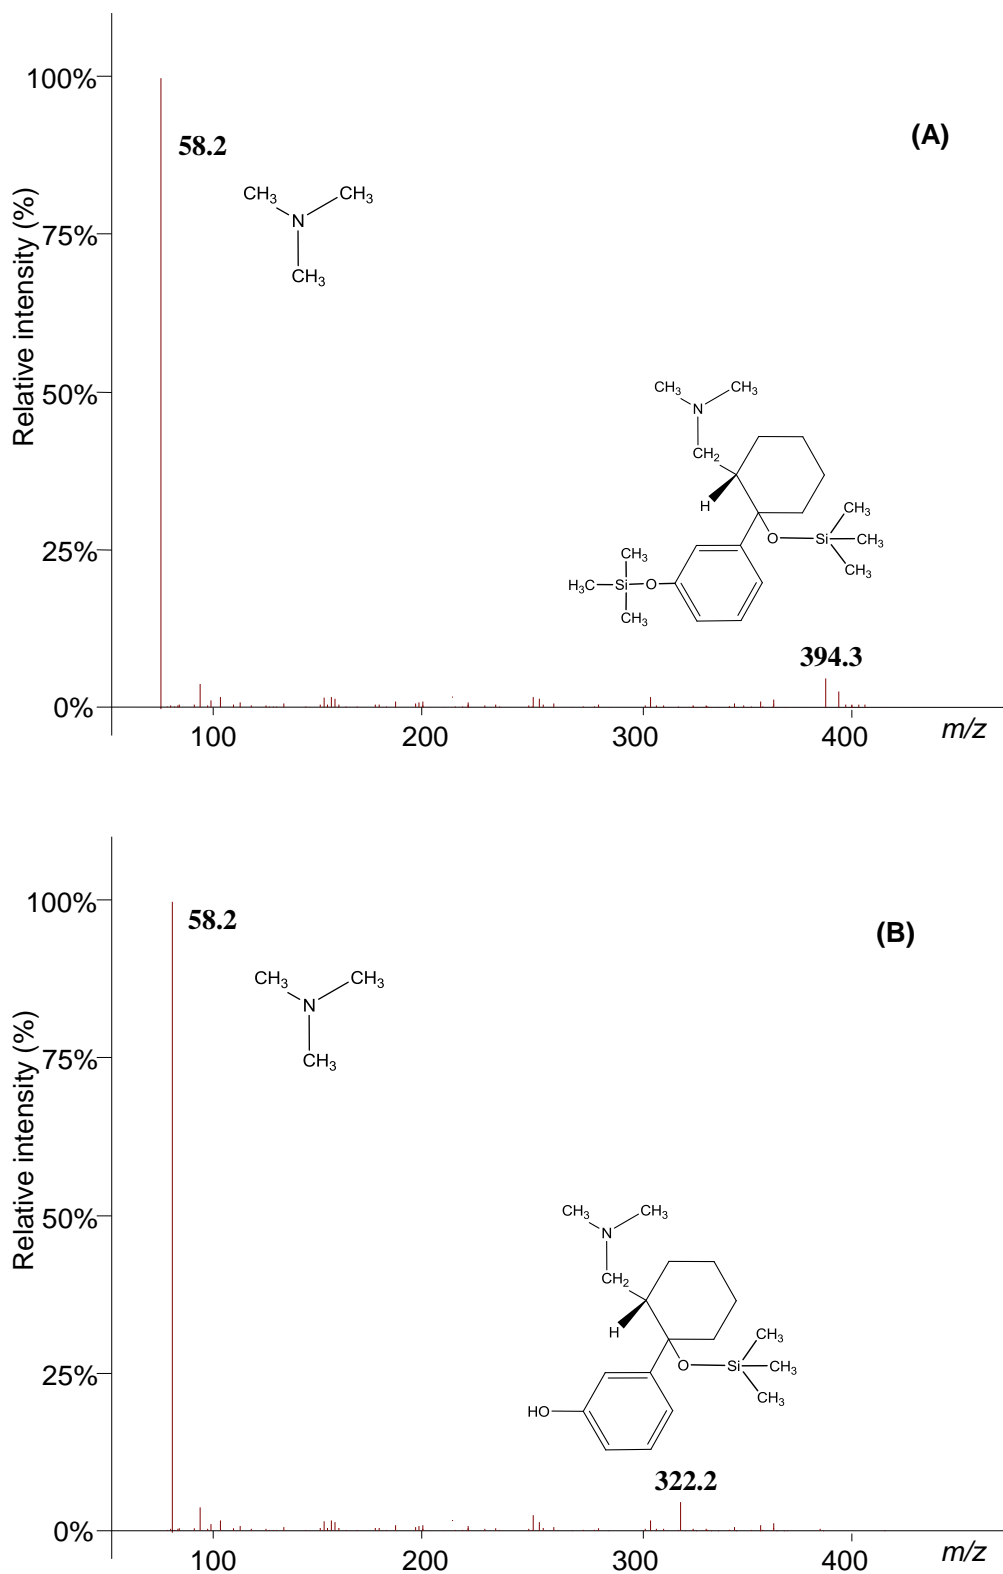 100%
(A)
58.2
CH3 CH3
N
75%
CH3
Relative intensity (%)
50%
CH3 CH3
N
CH2
H
CH3
O Si CH3
CH3
25%
CH3
H3C Si O
CH3
394.3
0%
100 200 300 400 m/z
100%
58.2
(B)
CH3 CH3
N
75%
CH3
Relative intensity (%)
50%
CH3 CH3
N
CH2
H
CH3
O Si CH3
CH3
25%
HO
322.2
0%
100 200 300 400 m/z